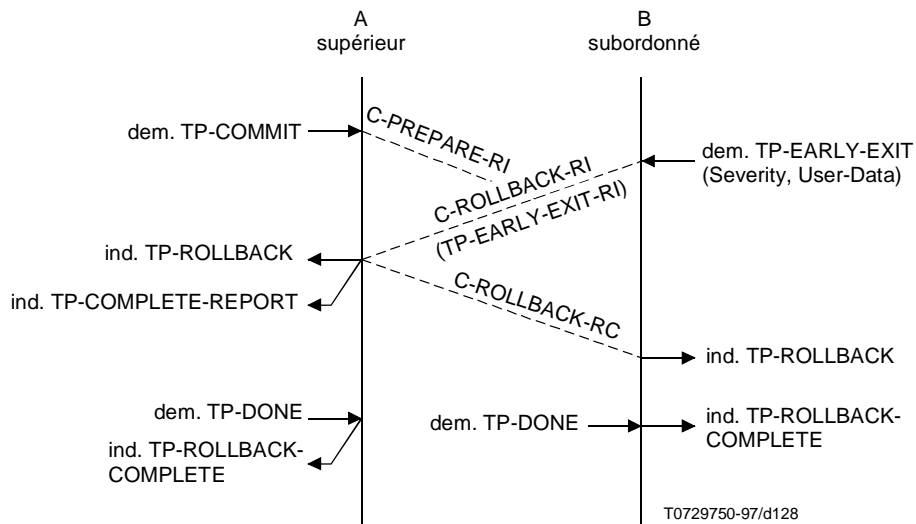 A
supérieur
B
subordonné
dem. TP-COMMIT
C-PREPARE-RI
dem. TP-EARLY-EXIT
(Severity, User-Data)
C-ROLLBACK-RI
(TP-EARLY-EXIT-RI)
ind. TP-ROLLBACK
ind. TP-COMPLETE-REPORT
C-ROLLBACK-RC
ind. TP-ROLLBACK
dem. TP-DONE
ind. TP-ROLLBACK-
COMPLETE
dem. TP-DONE
ind. TP-ROLLBACK-
COMPLETE
T0729750-97/d128